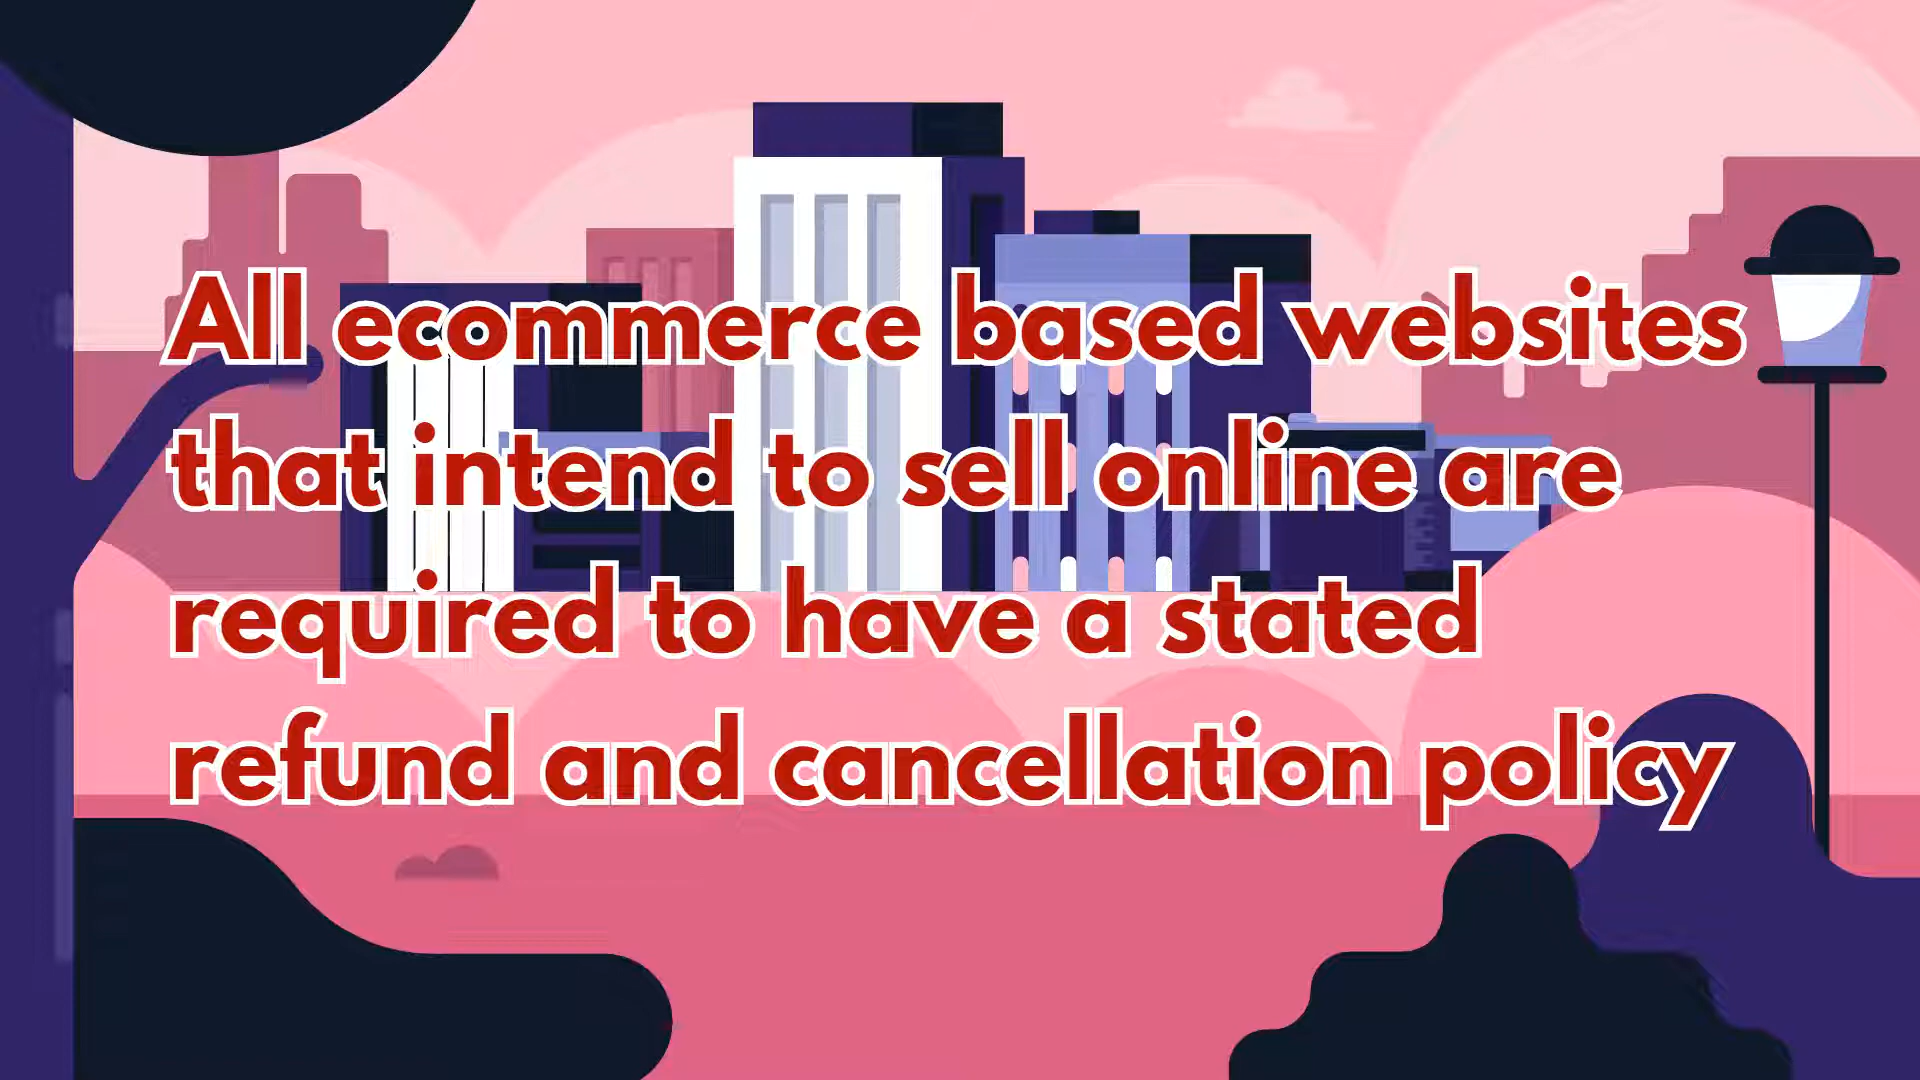 All ecommerce based websites
that intend to sell online are
required to have a stated
refund and cancellation policy